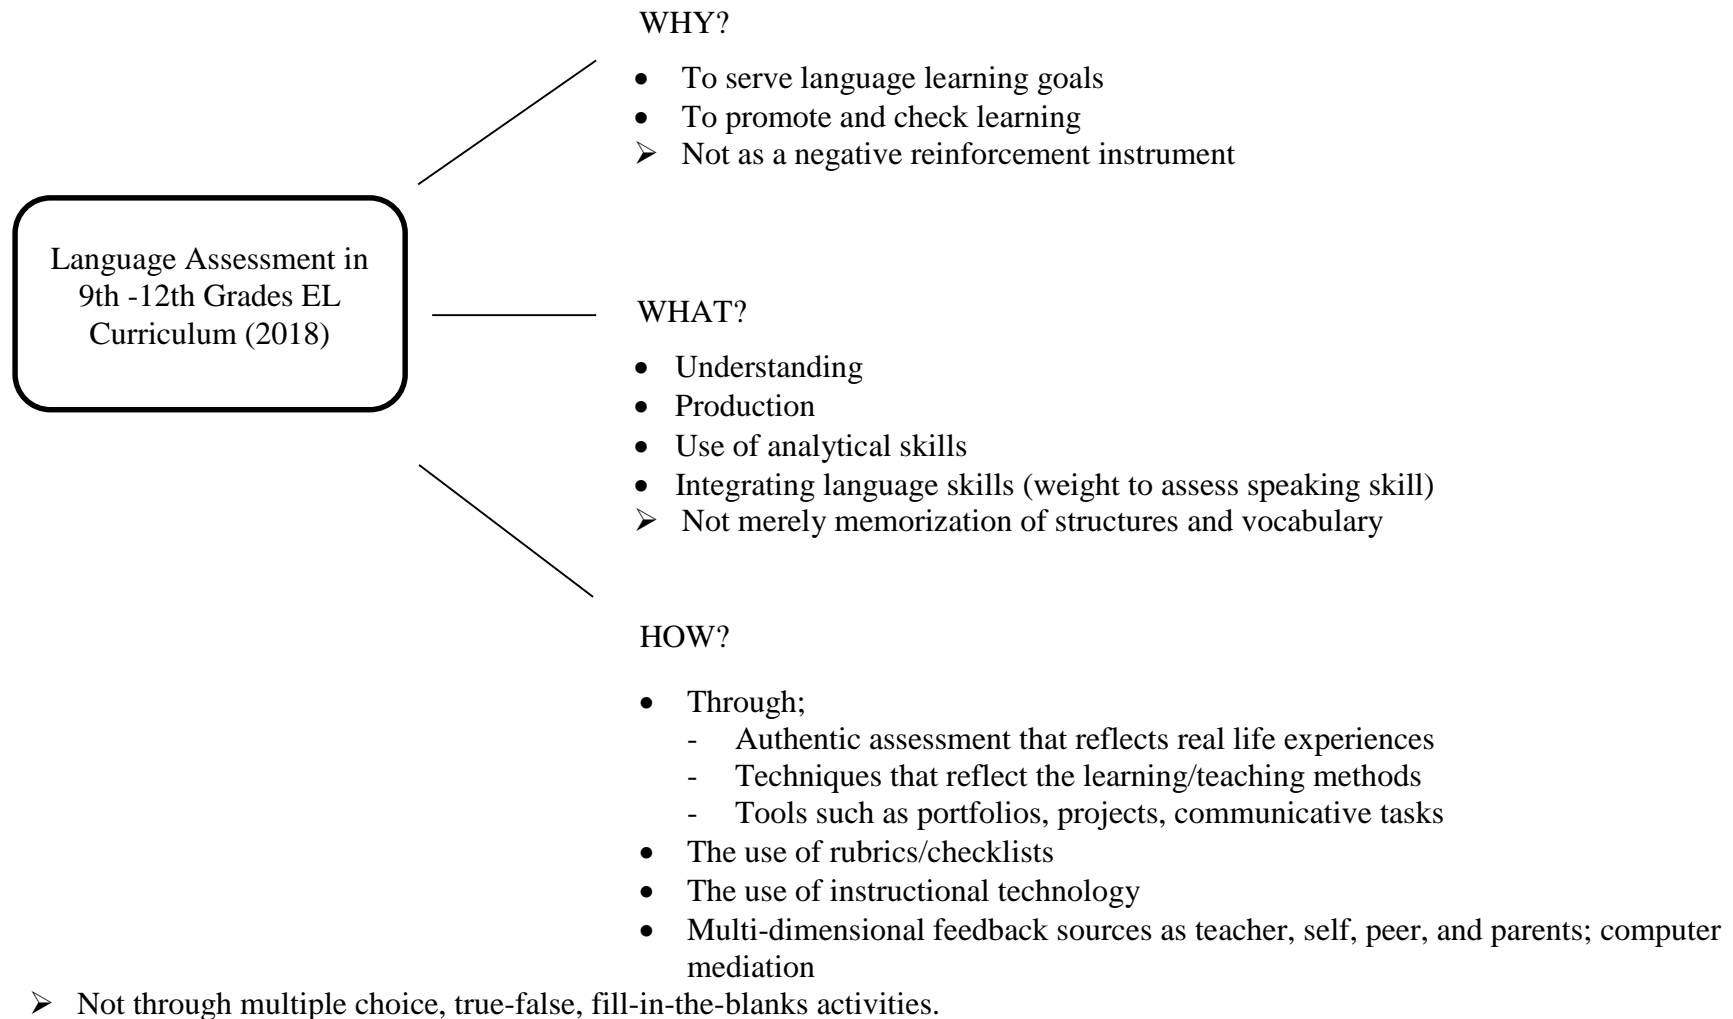 WHY?
• To serve language learning goals
• To promote and check learning
➢ Not as a negative reinforcement instrument
Language Assessment in
9th -12th Grades EL
Curriculum (2018)
WHAT?
• Understanding
• Production
• Use of analytical skills
• Integrating language skills (weight to assess speaking skill)
➢ Not merely memorization of structures and vocabulary
HOW?
• Through;
- Authentic assessment that reflects real life experiences
- Techniques that reflect the learning/teaching methods
- Tools such as portfolios, projects, communicative tasks
• The use of rubrics/checklists
• The use of instructional technology
• Multi-dimensional feedback sources as teacher, self, peer, and parents; computer
mediation
➢ Not through multiple choice, true-false, fill-in-the-blanks activities.